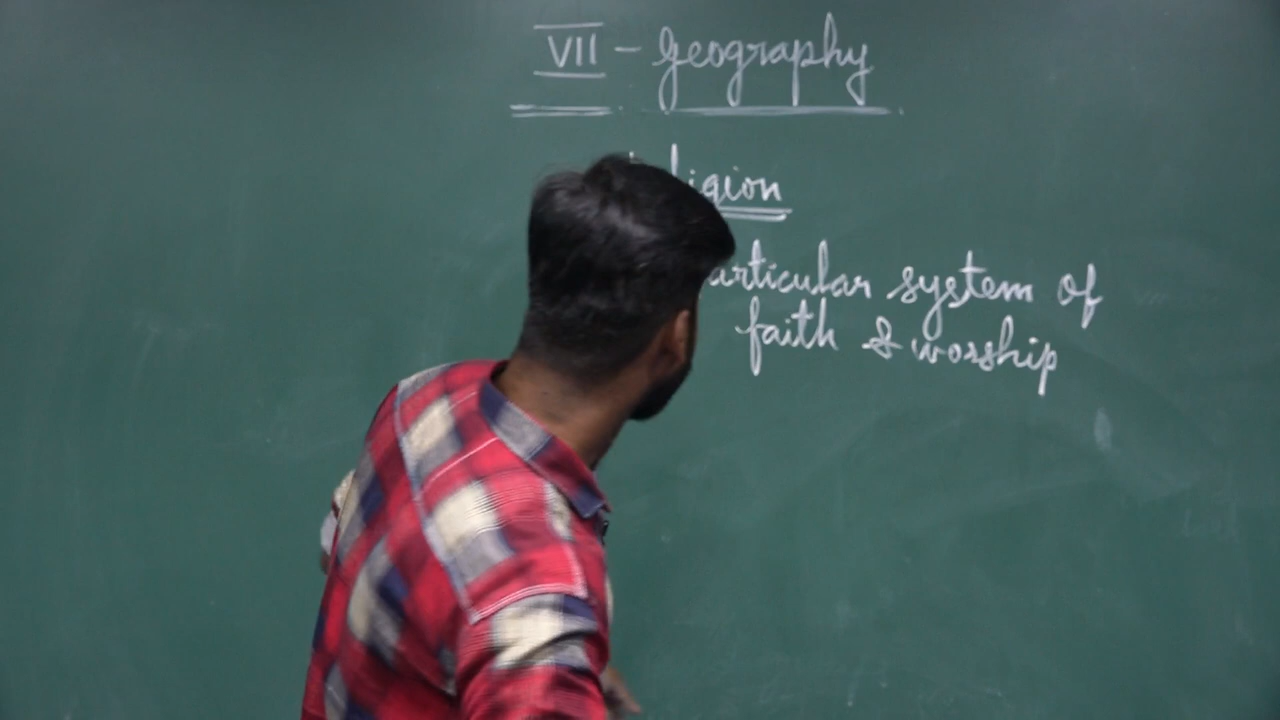 VII - Geography
ligion
articular system of
faith & worship